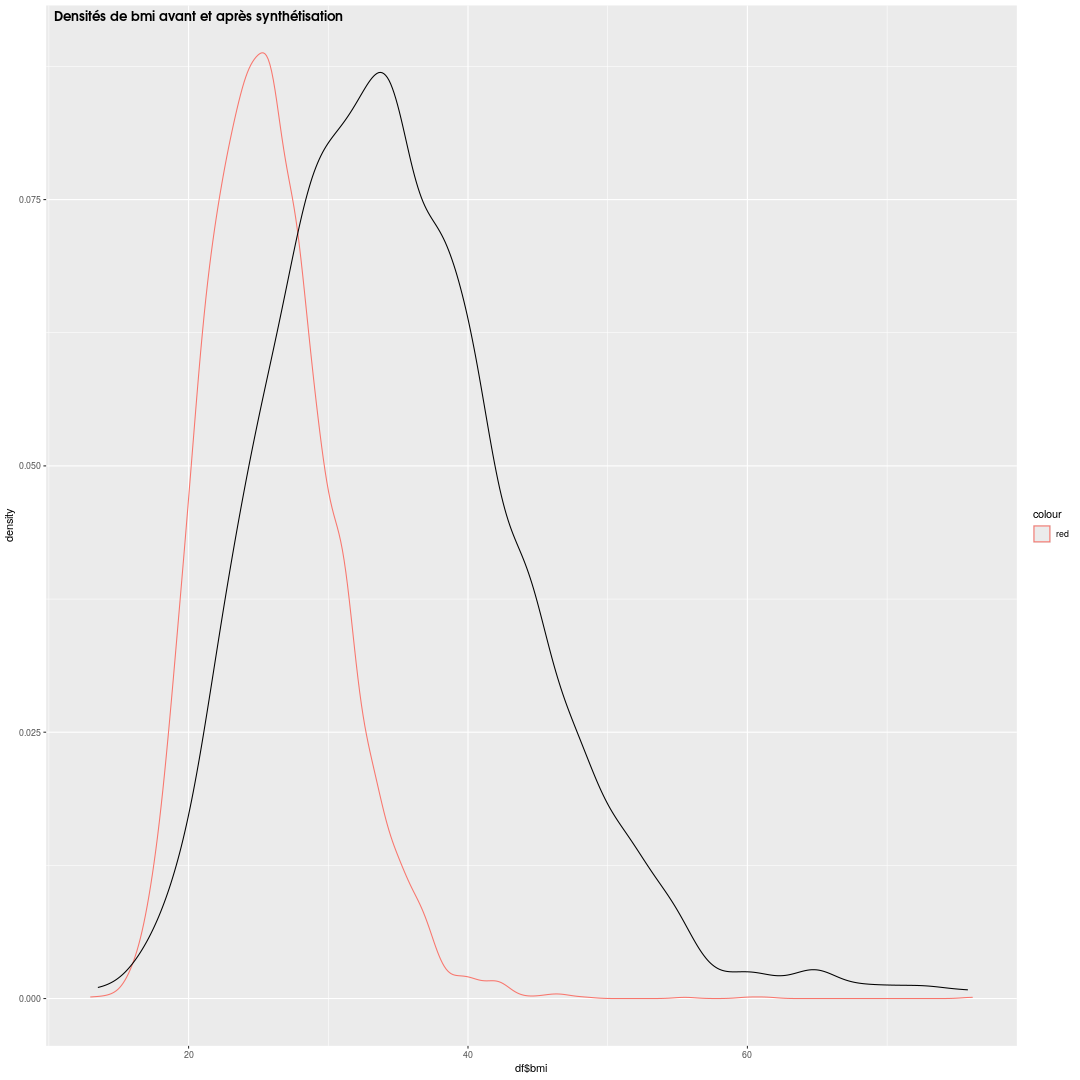 Densités de bmi avant et après synthétisation
density
0.075
0.050
0.025
0.000
20
40
60
df$bmi
colour
red